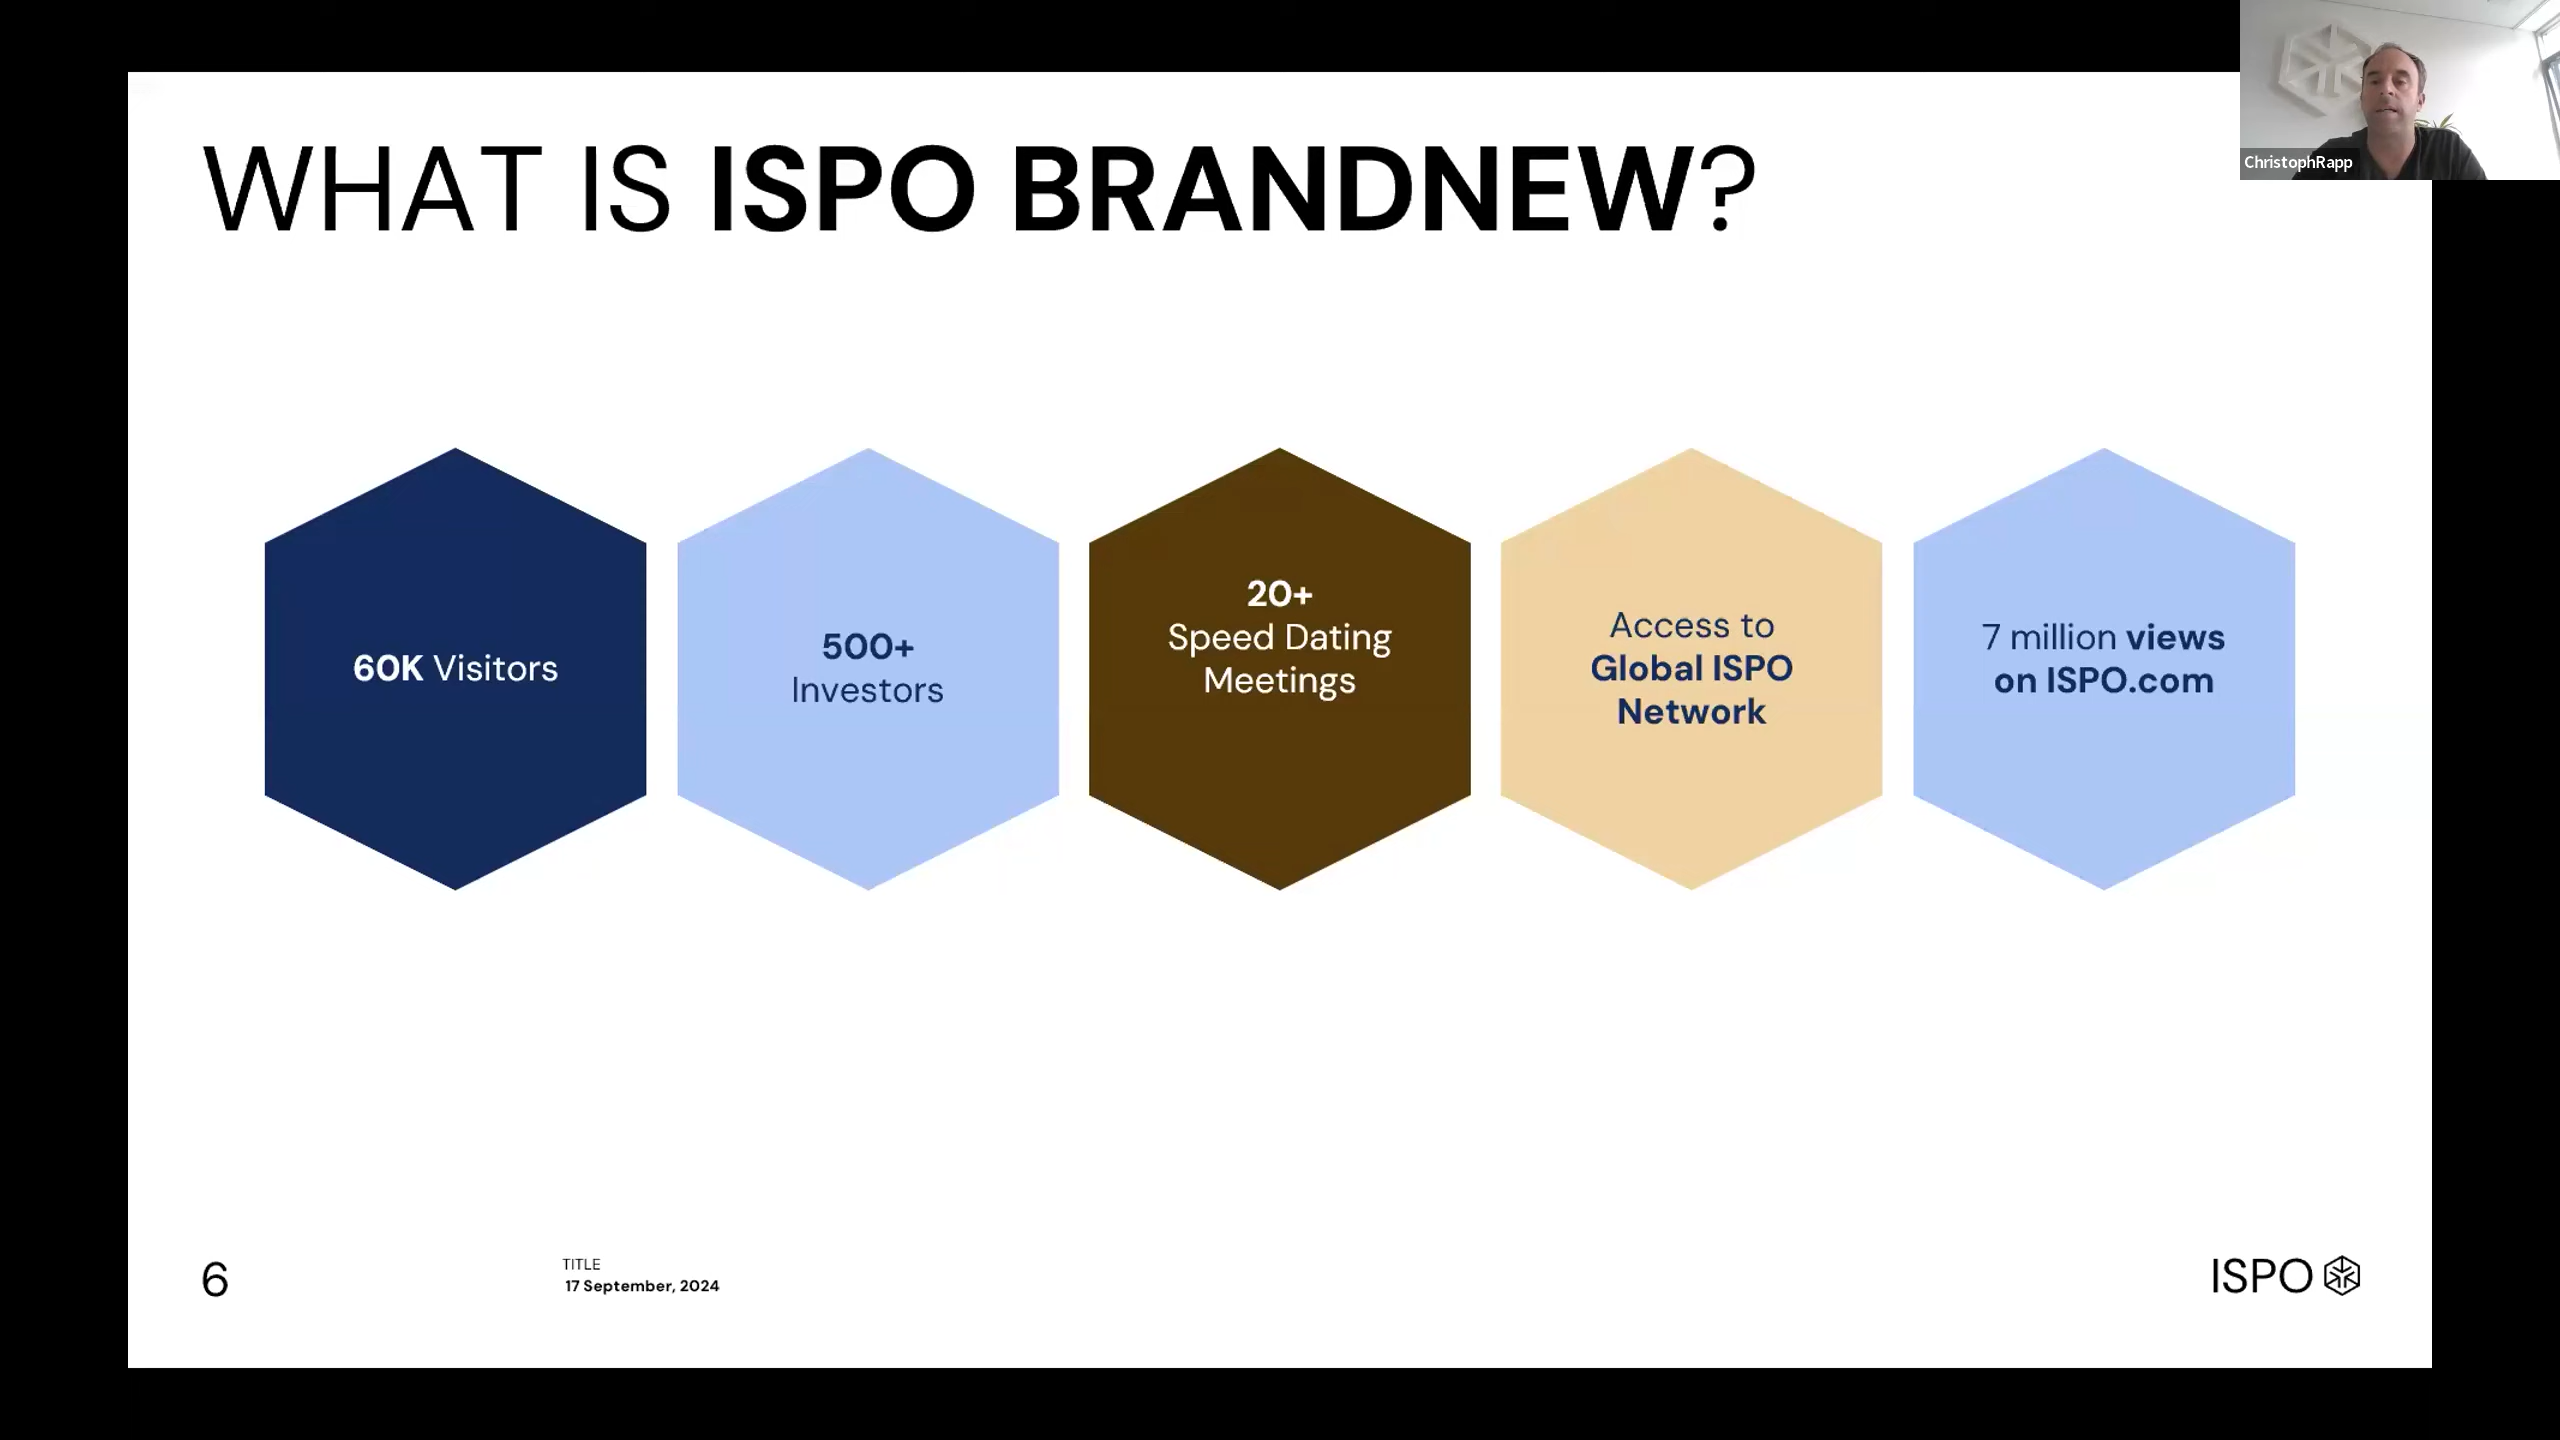 WHAT IS ISPO BRANDNEW?
ChristophRapp
60K Visitors
500+
Investors
20+
Speed Dating
Meetings
Access to
Global ISPO
Network
7 million views
on ISPO.com
6
TITLE
17 September, 2024
ISPO